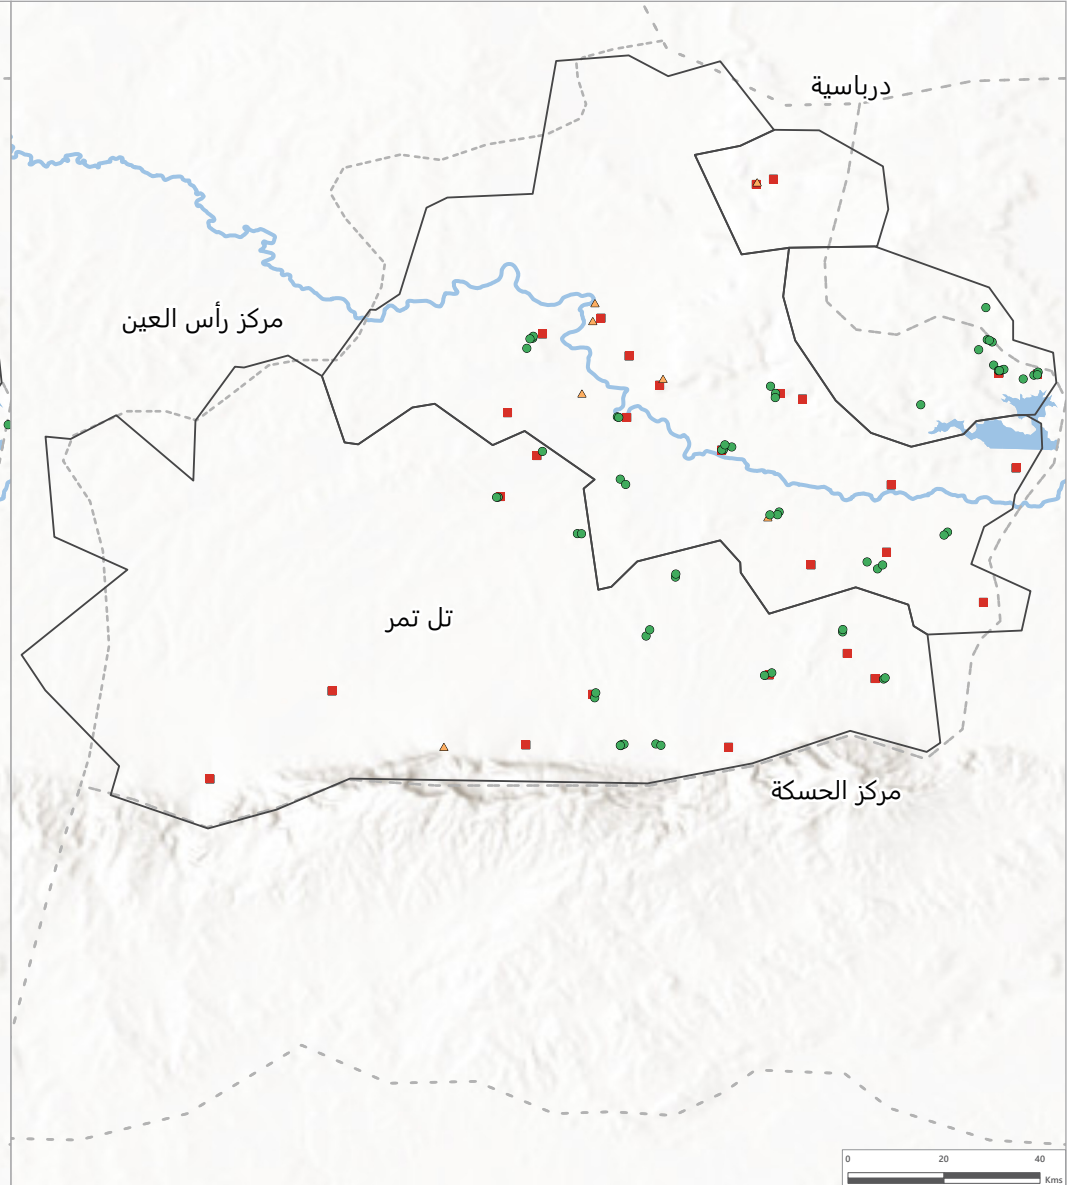 درباسية
مركز رأس العين
تل تمر
مركز الحسكة
0 20 40
Kms